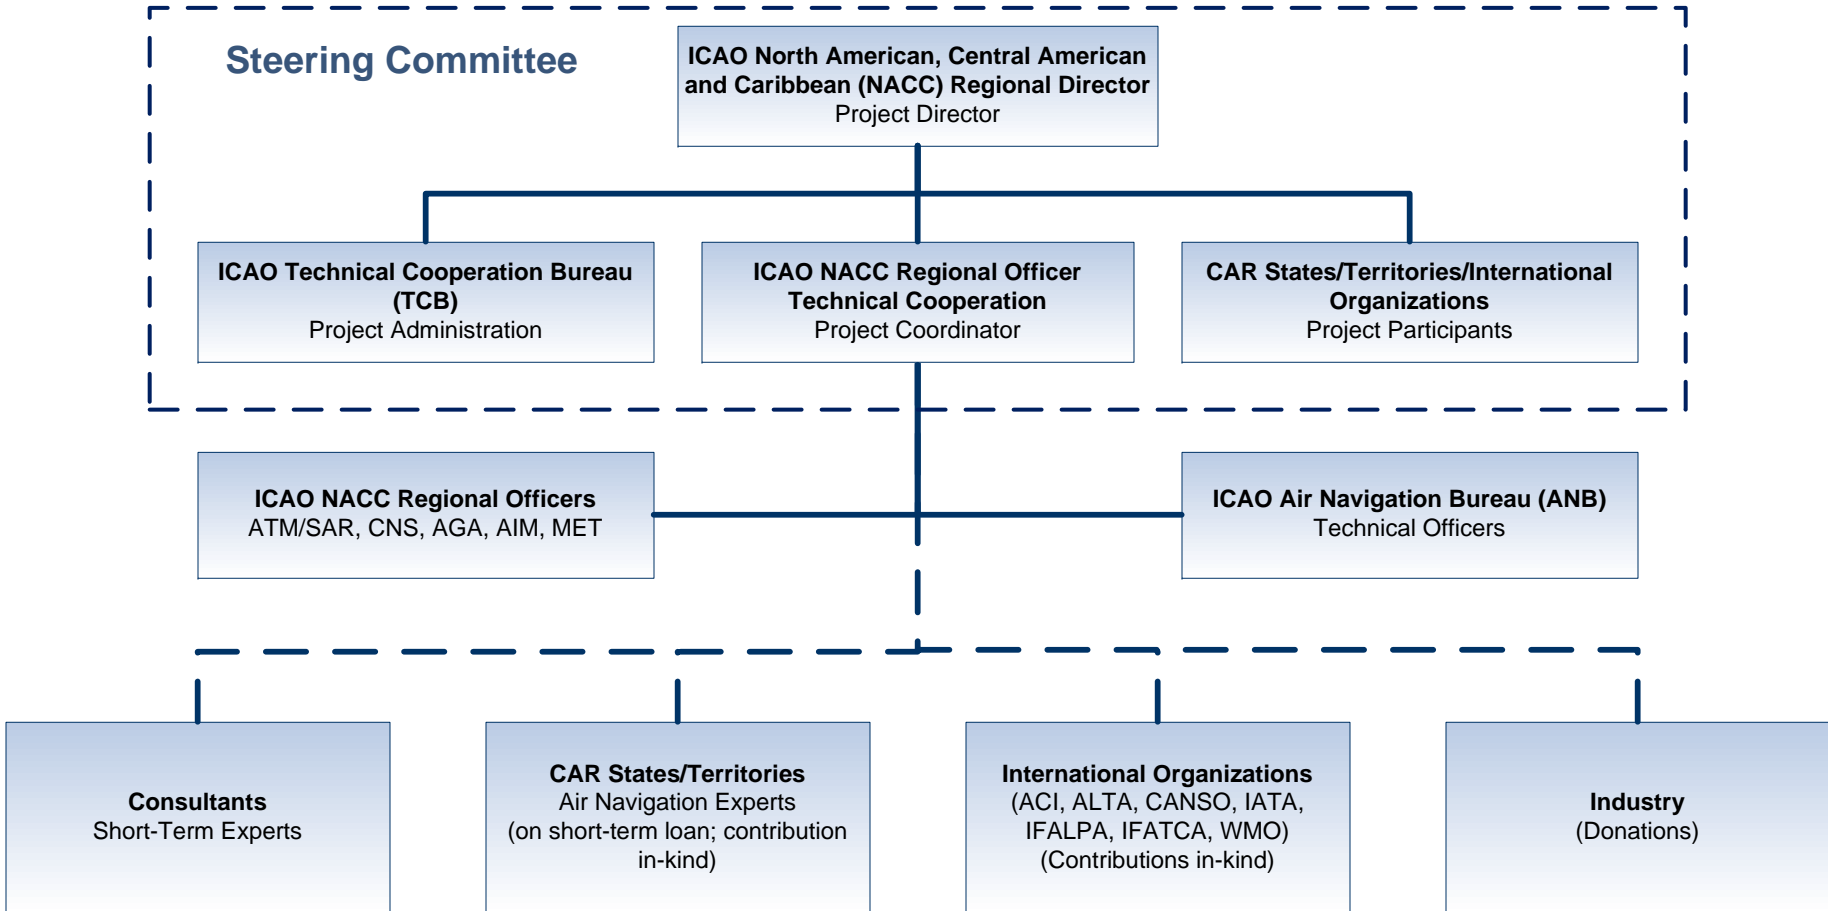 Steering Committee
ICAO North American, Central American
and Caribbean (NACC) Regional Director
Project Director
ICAO Technical Cooperation Bureau
(TCB)
Project Administration
ICAO NACC Regional Officer
Technical Cooperation
Project Coordinator
CAR States/Territories/International
Organizations
Project Participants
ICAO NACC Regional Officers
ATM/SAR, CNS, AGA, AIM, MET
ICAO Air Navigation Bureau (ANB)
Technical Officers
Consultants
Short-Term Experts
CAR States/Territories
Air Navigation Experts
(on short-term loan; contribution
in-kind)
International Organizations
(ACI, ALTA, CANSO, IATA,
IFALPA, IFATCA, WMO)
(Contributions in-kind)
Industry
(Donations)